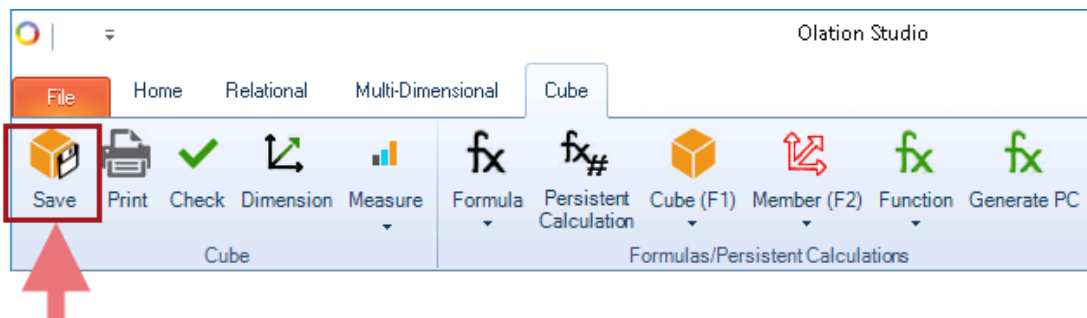 Olation Studio
File Home Relational Multi-Dimensional Cube
Save Print Check Dimension Measure Formula Persistent Calculation Cube (F1) Member (F2) Function Generate PC
Cube Formulas/Persistent Calculations